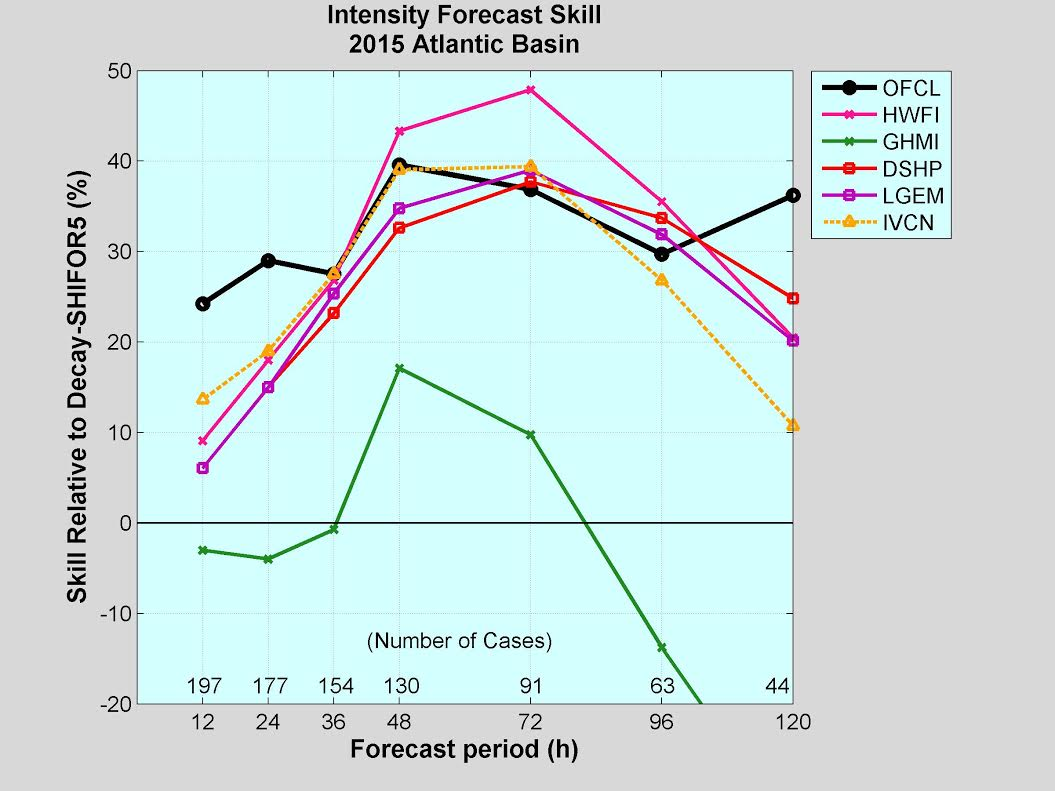 Intensity Forecast Skill
2015 Atlantic Basin
50
40
30
20
10
0
-10
-20
Skill Relative to Decay-SHIFOR5 (%)
OFCL
HWFI
GHMI
DSHP
LGEM
IVCN
(Number of Cases)
197 177 154 130 91 63 44
12 24 36 48 72 96 120
Forecast period (h)